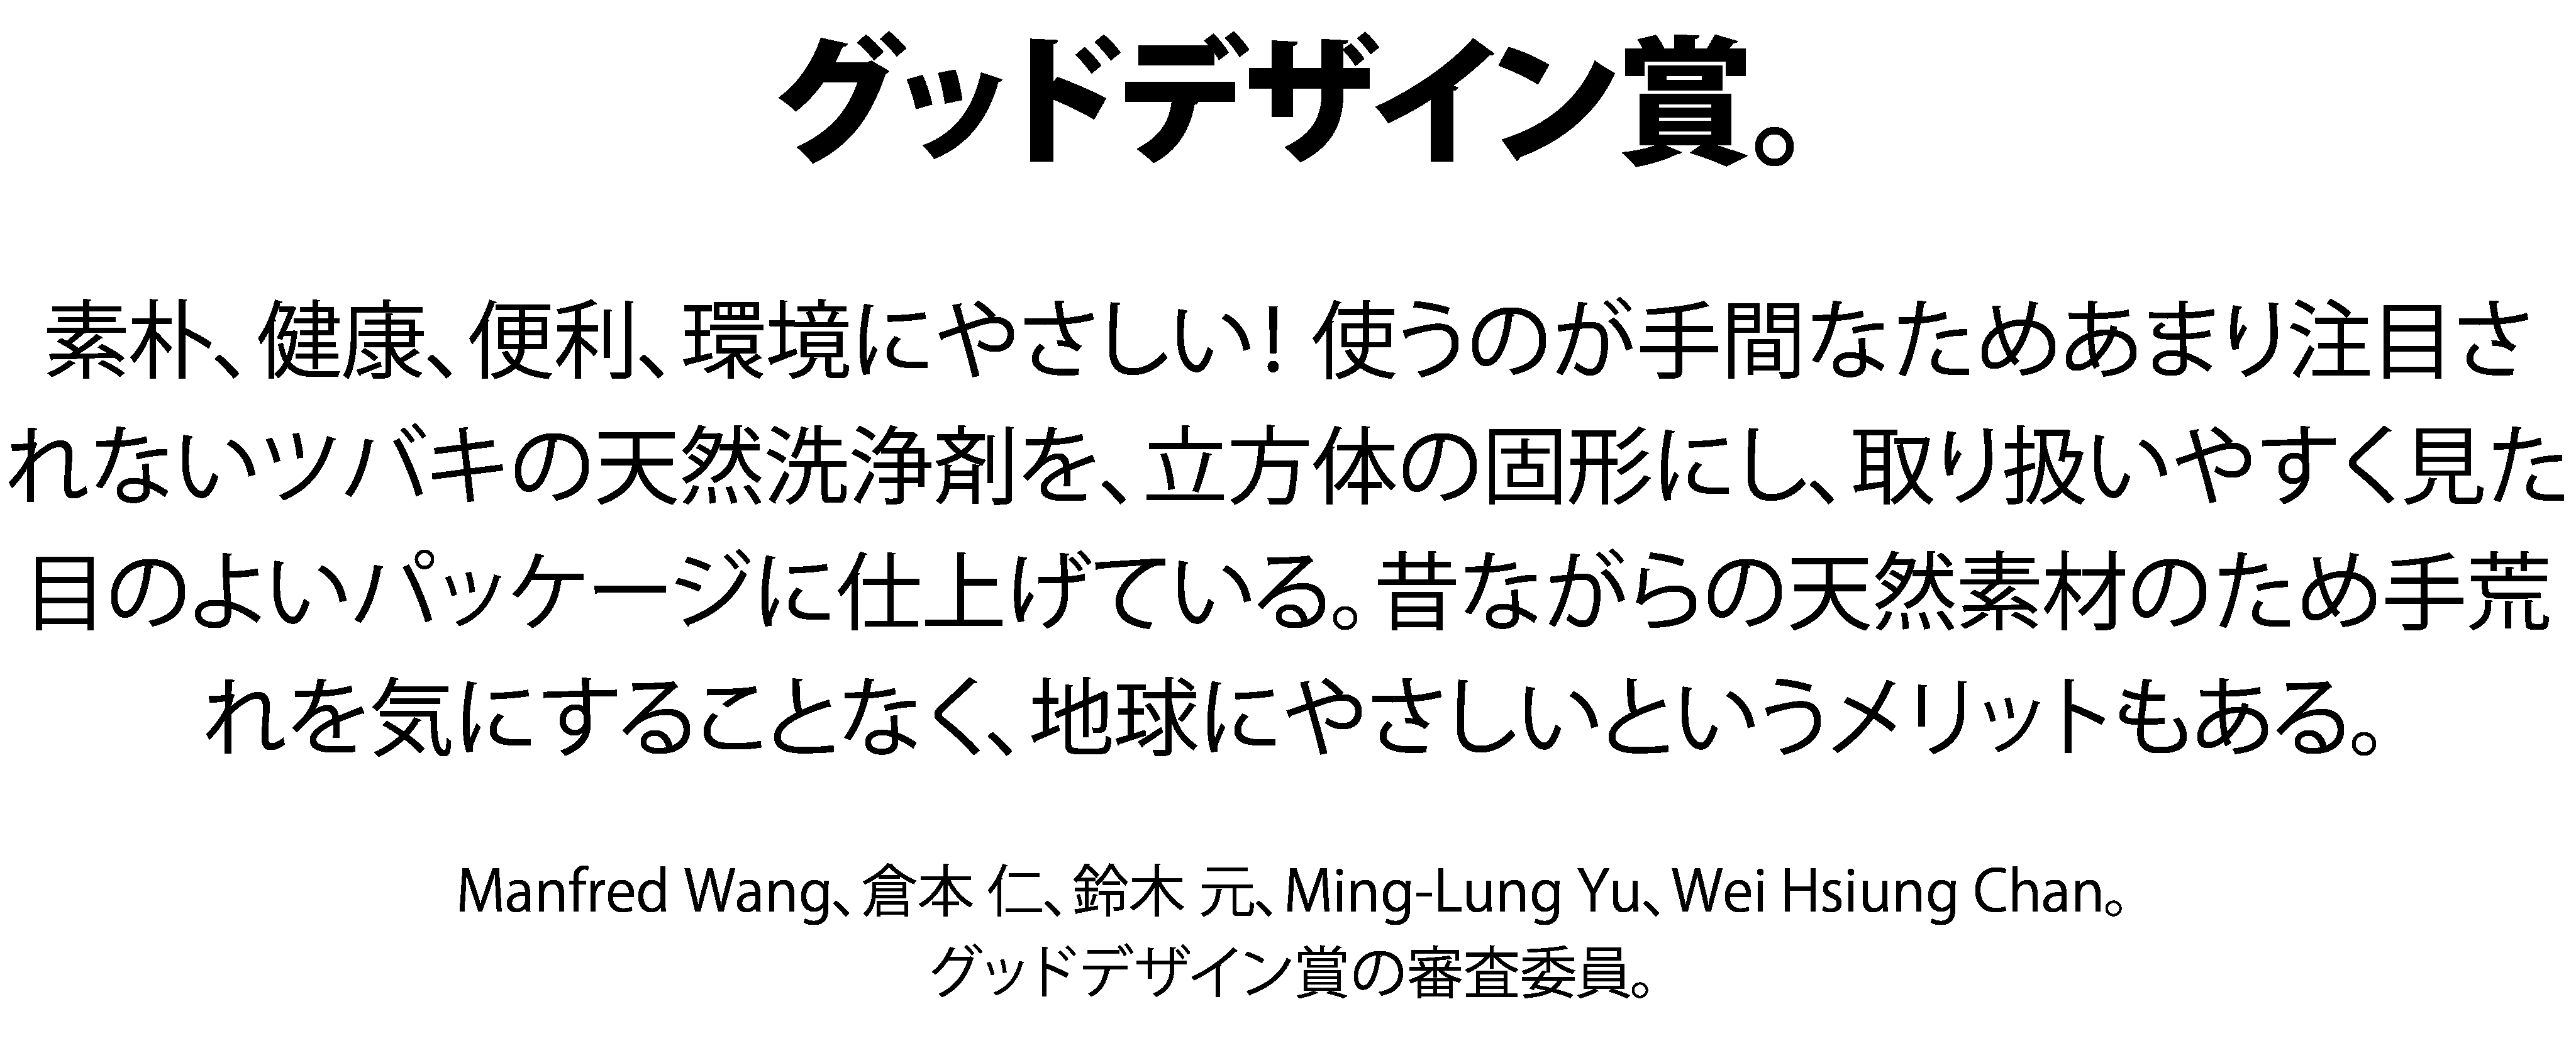 グッドデザイン賞。
素朴、健康、便利、環境にやさしい！使うのが手間なためあまり注目さ
れないツバキの天然洗浄剤を、立方体の固形にし、取り扱いやすく見た
目のよいパッケージに仕上げている。昔ながらの天然素材のため手荒
れを気にすることなく、地球にやさしいというメリットもある。
Manfred Wang、倉本 仁、鈴木 元、Ming-Lung Yu、Wei Hsiung Chan。
グッドデザイン賞の審査委員。